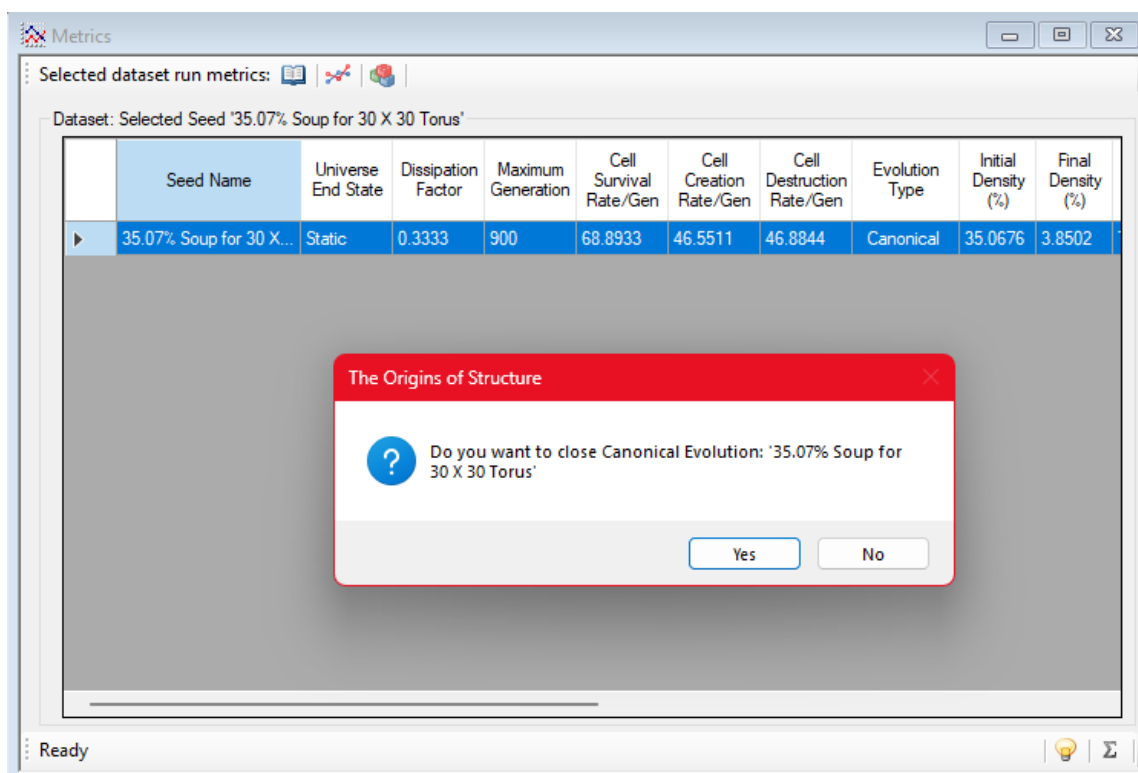 Metrics
Selected dataset run metrics:
Dataset: Selected Seed '35.07% Soup for 30 X 30 Torus'
Seed Name
Universe
End State
Dissipation
Factor
Maximum
Generation
Cell
Survival
Rate/Gen
Cell
Creation
Rate/Gen
Cell
Destruction
Rate/Gen
Evolution
Type
Initial
Density
(%)
Final
Density
(%)
35.07% Soup for 30 X... Static 0.3333 900 68.8933 46.5511 46.8844 Canonical 35.0676 3.8502
The Origins of Structure
Do you want to close Canonical Evolution: '35.07% Soup for
30 X 30 Torus'
Yes No
Ready Σ